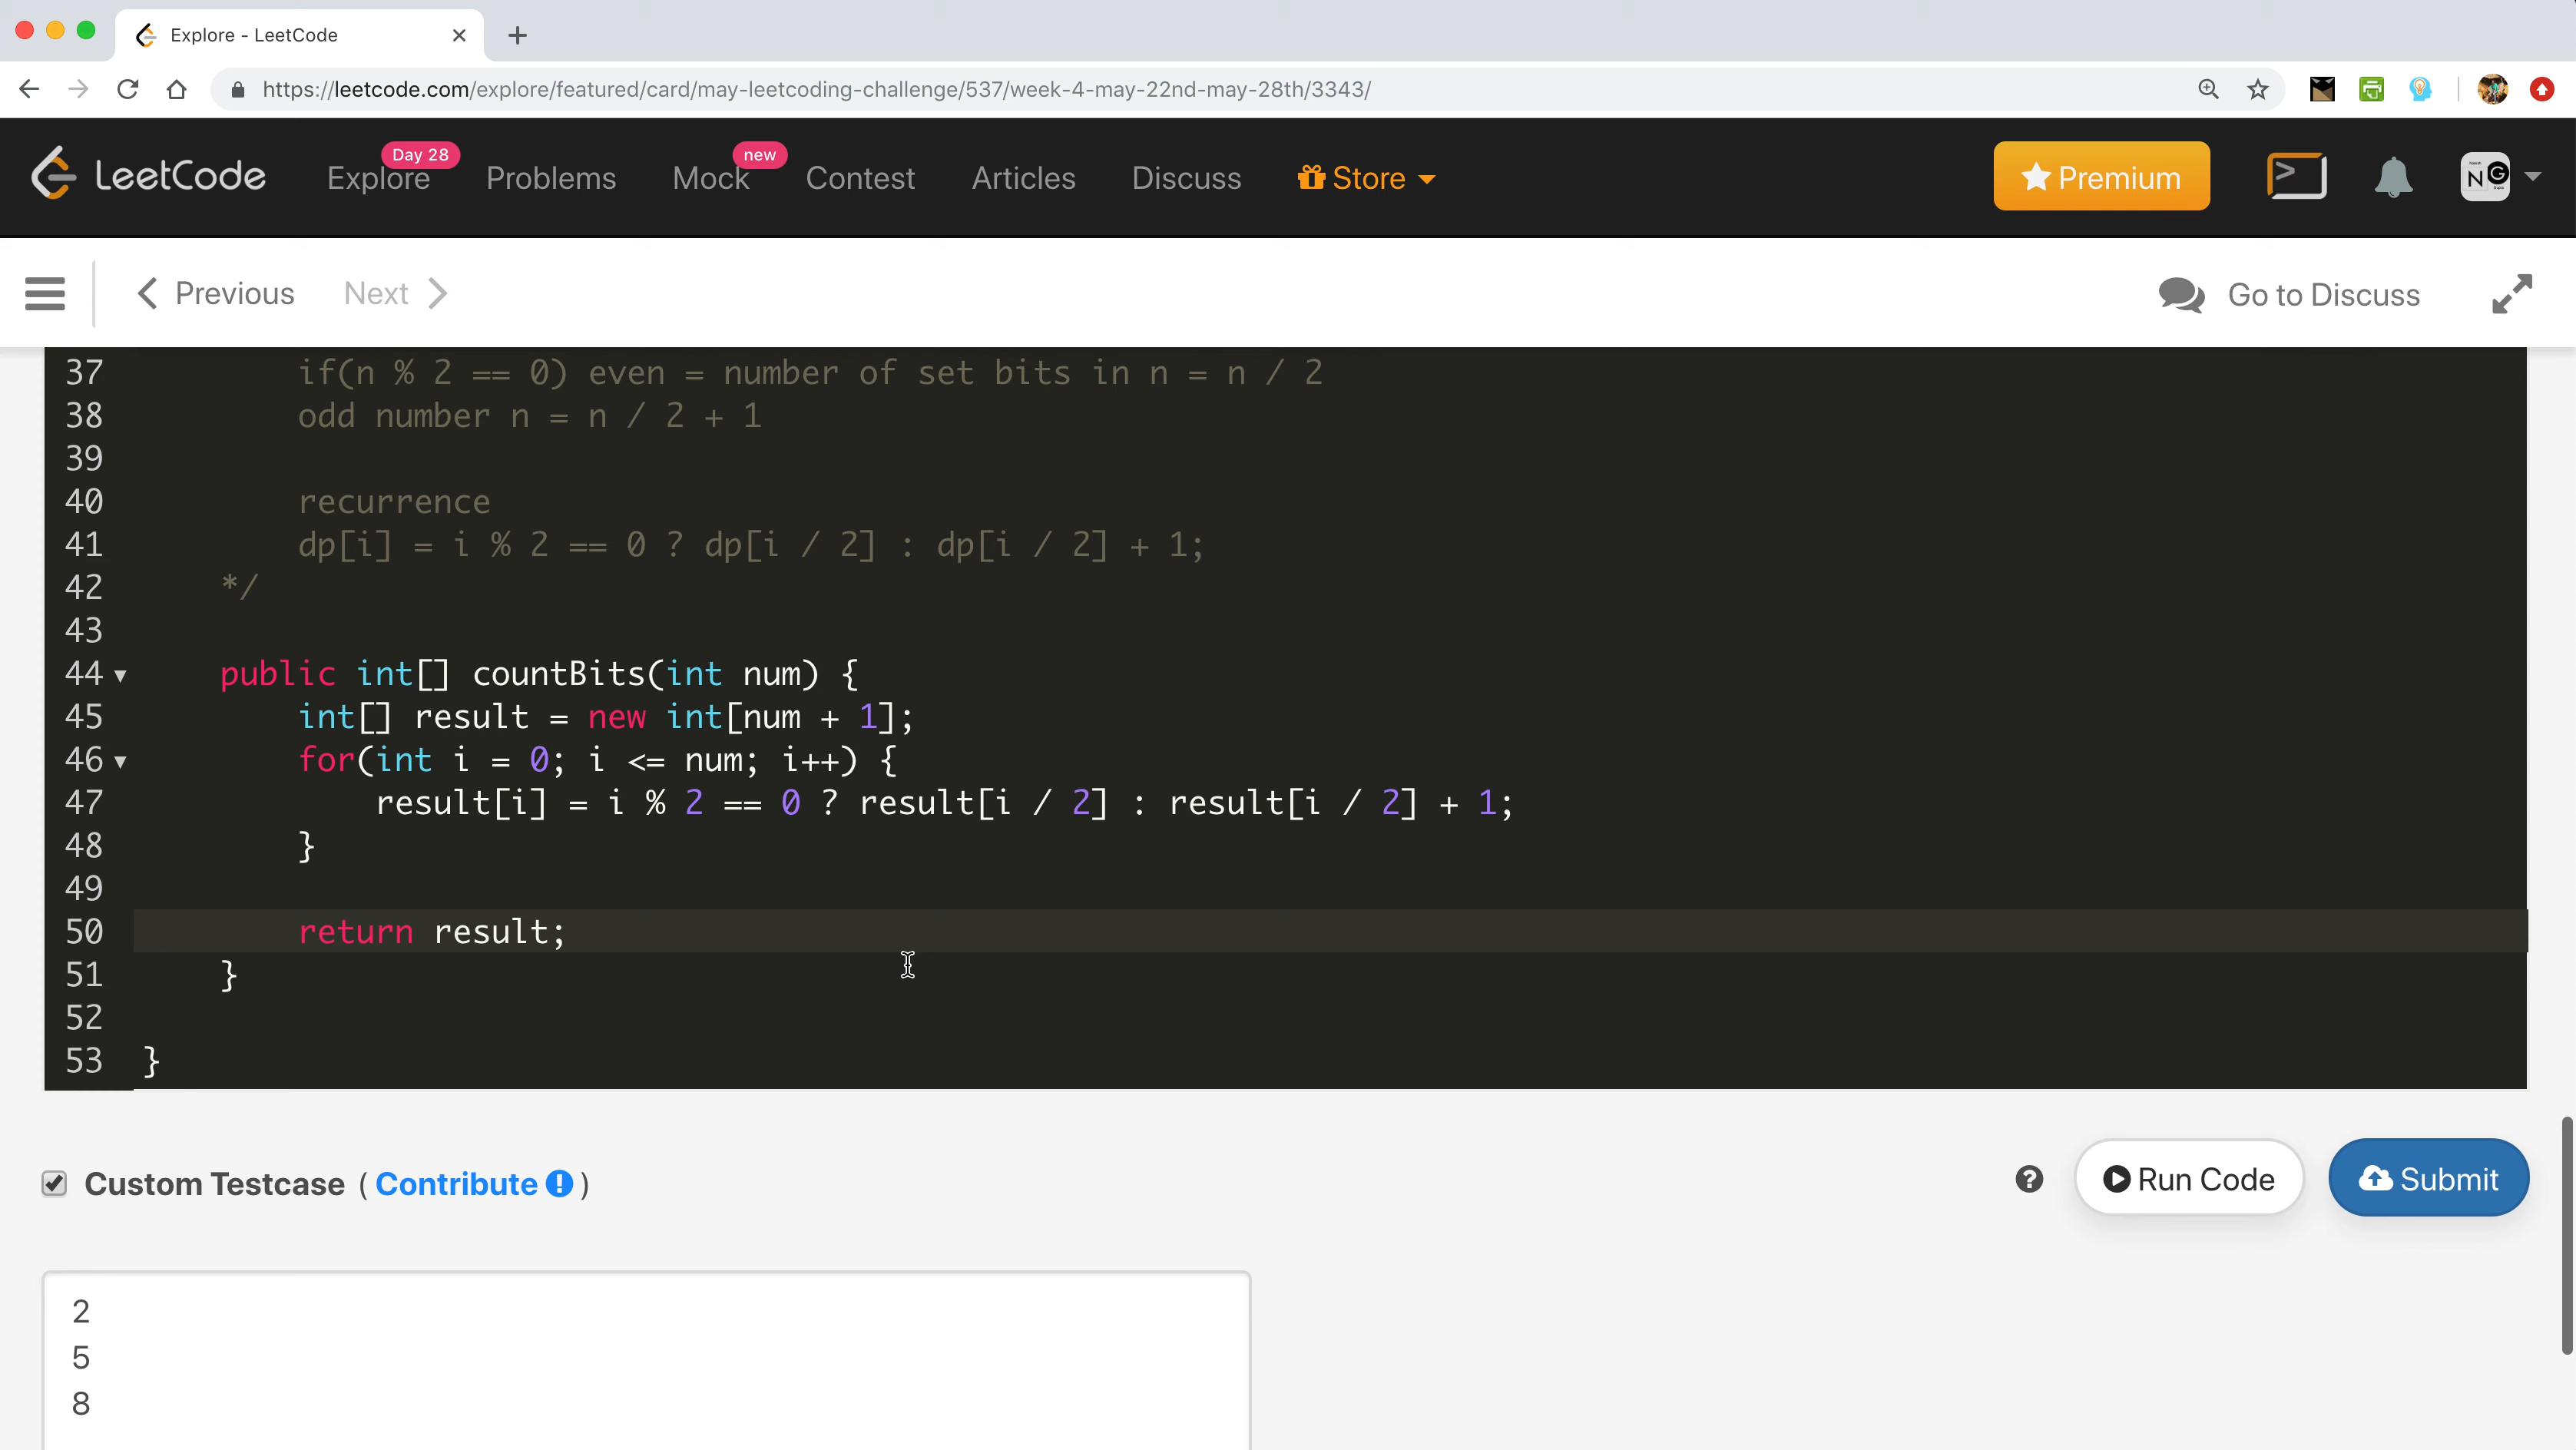 Explore - LeetCode
https://leetcode.com/explore/featured/card/may-leetcoding-challenge/537/week-4-may-22nd-may-28th/3343/
LeetCode Explore Day 28 Problems Mock new Contest Articles Discuss Store Premium N G
Previous Next Go to Discuss
37 if(n % 2 == 0) even = number of set bits in n = n / 2
38 odd number n = n / 2 + 1
39
40 recurrence
41 dp[i] = i % 2 == 0 ? dp[i / 2] : dp[i / 2] + 1;
42 */
43
44 public int[] countBits(int num) {
45 int[] result = new int[num + 1];
46 for(int i = 0; i <= num; i++) {
47 result[i] = i % 2 == 0 ? result[i / 2] : result[i / 2] + 1;
48 }
49
50 return result;
51 }
52
53 }
Custom Testcase ( Contribute ! ) ? Run Code Submit
2
5
8